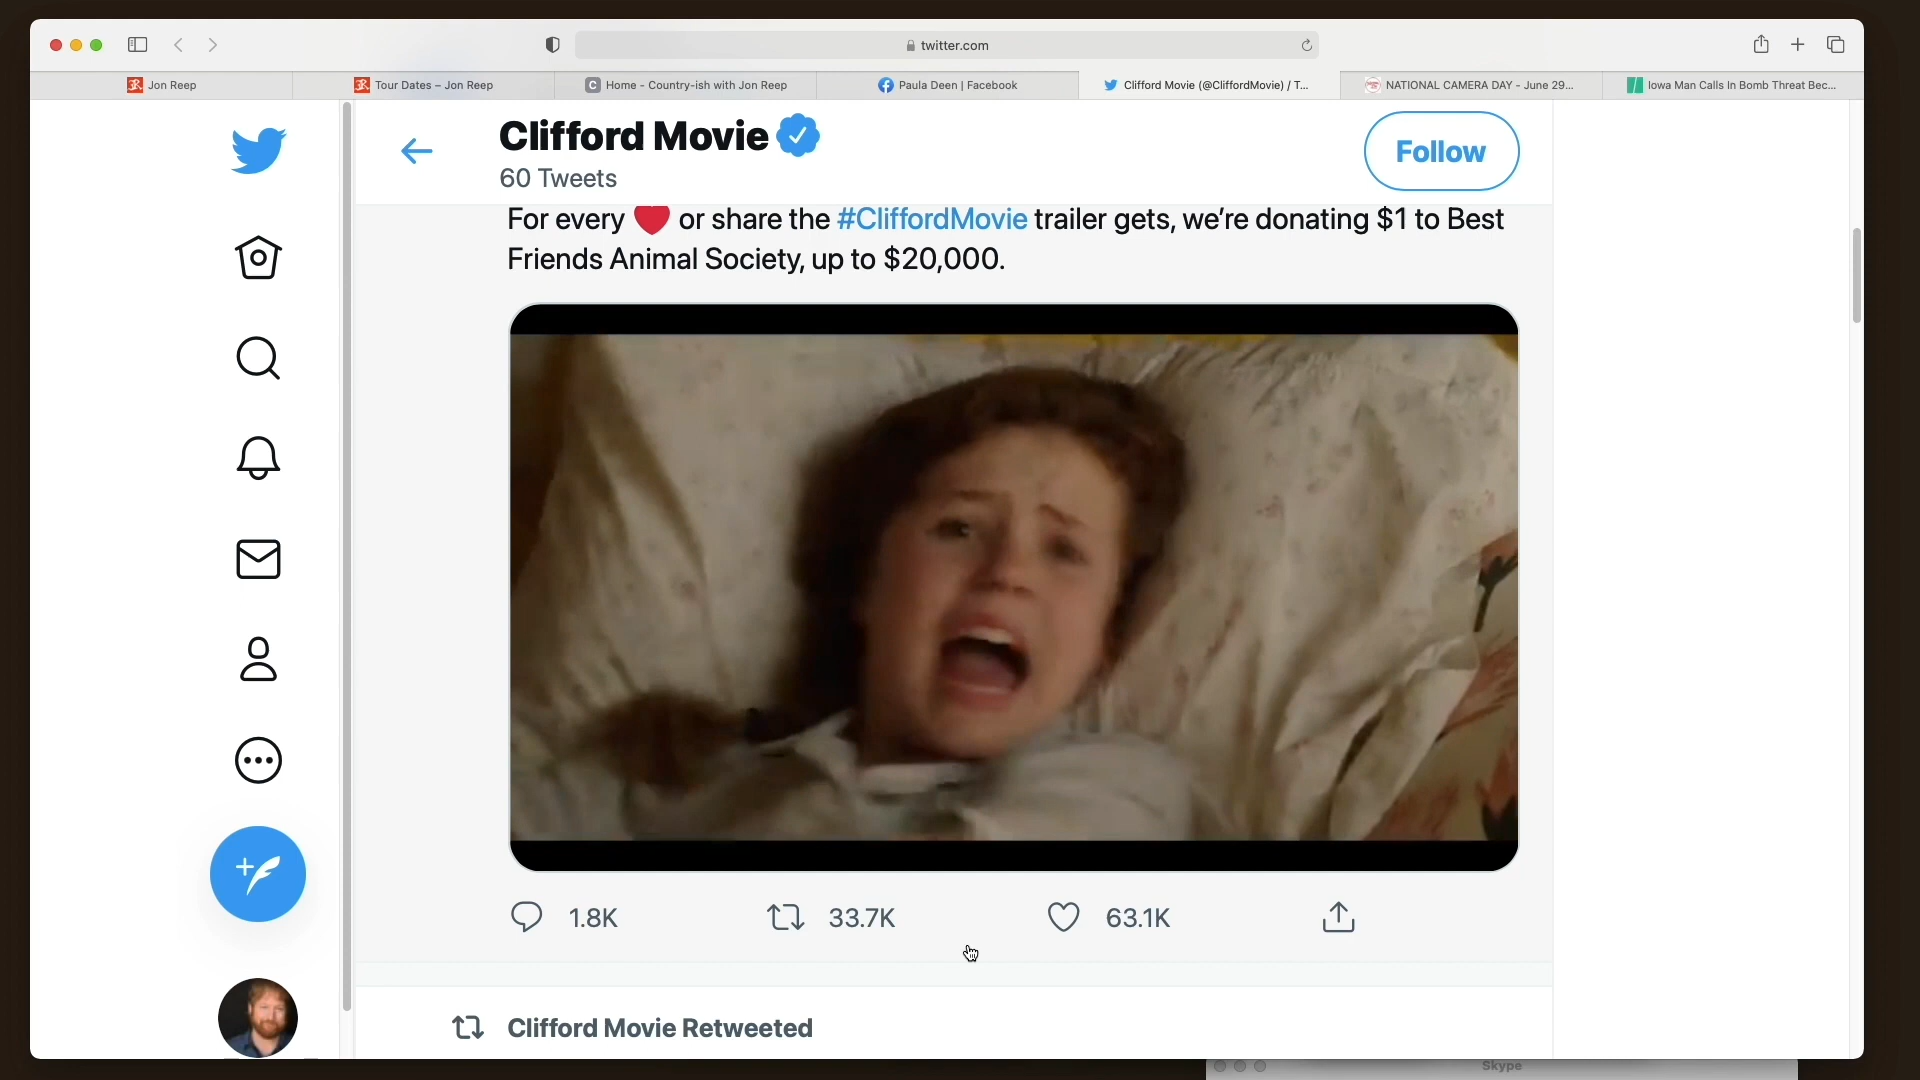 twitter.com
Jon Reep
Tour Dates – Jon Reep
Home - Country-ish with Jon Reep
Paula Deen | Facebook
Clifford Movie (@CliffordMovie) / T...
NATIONAL CAMERA DAY - June 29...
Iowa Man Calls In Bomb Threat Bec...
Clifford Movie
60 Tweets
Follow
For every ❤️ or share the #CliffordMovie trailer gets, we’re donating $1 to Best
Friends Animal Society, up to $20,000.
1.8K
33.7K
63.1K
Clifford Movie Retweeted
Skype